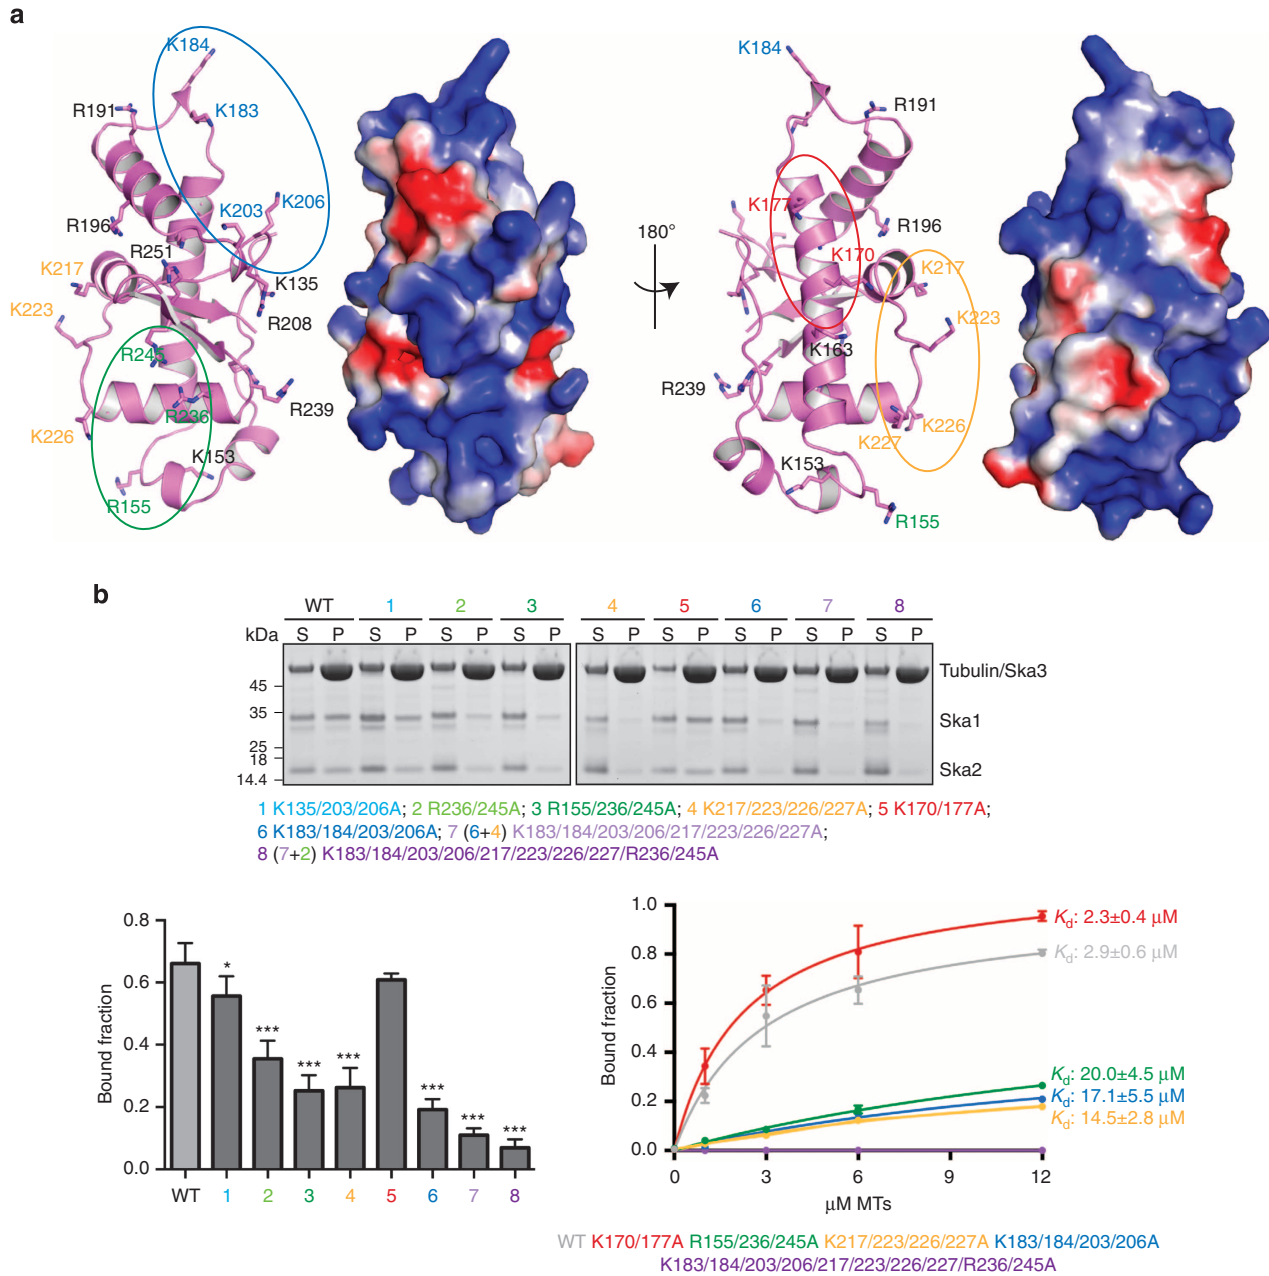 a
K184
K183
R191
K206
K203
R196
R251
K217
K135
K223
R208
R245
R236
R239
K226
K153
R155
180°
K184
R191
K177
R196
K170
K217
K223
K163
R239
K226
K227
K153
R155
b
WT 1 2 3 4 5 6 7 8
kDa S P S P S P S P S P S P S P S P S P
45
35
25
18
14.4
Tubulin/Ska3
Ska1
Ska2
1 K135/203/206A; 2 R236/245A; 3 R155/236/245A; 4 K217/223/226/227A; 5 K170/177A;
6 K183/184/203/206A; 7 (6+4) K183/184/203/206/217/223/226/227A;
8 (7+2) K183/184/203/206/217/223/226/227/R236/245A
Bound fraction
0.8
0.6
0.4
0.2
0.0
*
***
***
***
***
***
***
WT 1 2 3 4 5 6 7 8
Bound fraction
1.0
0.8
0.6
0.4
0.2
0.0
0 3 6 9 12
µM MTs
Kd: 2.3±0.4 µM
Kd: 2.9±0.6 µM
Kd: 20.0±4.5 µM
Kd: 17.1±5.5 µM
Kd: 14.5±2.8 µM
WT K170/177A R155/236/245A K217/223/226/227A K183/184/203/206A
K183/184/203/206/217/223/226/227/R236/245A